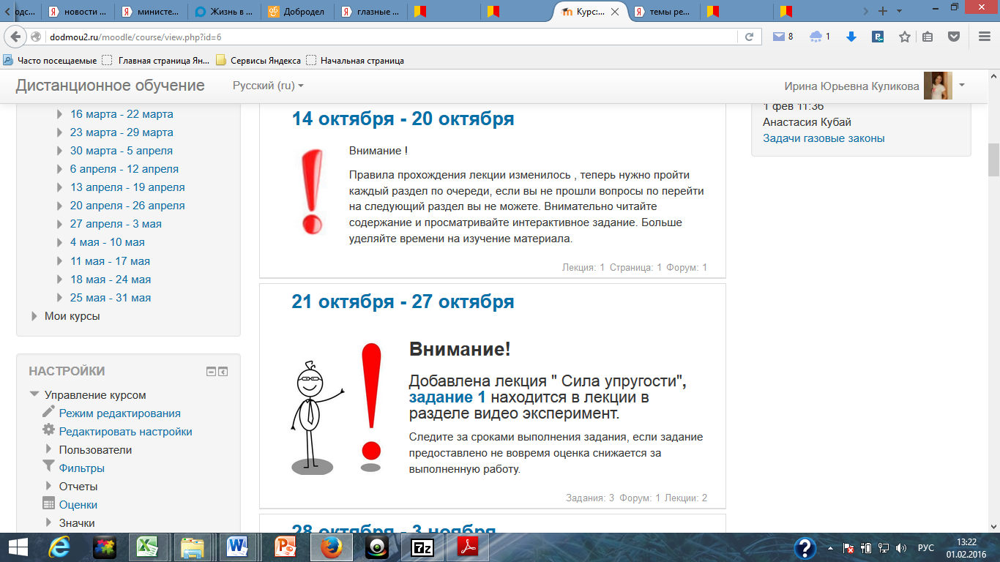 одс...
новости ...
министе...
Жизнь в ...
Добродел
глазные ...
Курс:...
темы ре...
dodmou2.ru/moodle/course/view.php?id=6
8
1
Часто посещаемые
Главная страница Ян...
Сервисы Яндекса
Начальная страница
Дистанционное обучение
Русский (ru)
Ирина Юрьевна Куликова
16 марта - 22 марта
23 марта - 29 марта
30 марта - 5 апреля
6 апреля - 12 апреля
13 апреля - 19 апреля
20 апреля - 26 апреля
27 апреля - 3 мая
4 мая - 10 мая
11 мая - 17 мая
18 мая - 24 мая
25 мая - 31 мая
Мои курсы
НАСТРОЙКИ
Управление курсом
Режим редактирования
Редактировать настройки
Пользователи
Фильтры
Отчеты
Оценки
Значки
14 октября - 20 октября
Внимание !
Правила прохождения лекции изменилось , теперь нужно пройти
каждый раздел по очереди, если вы не прошли вопросы по перейти
на следующий раздел вы не можете. Внимательно читайте
содержание и просматривайте интерактивное задание. Больше
уделяйте времени на изучение материала.
Лекция: 1 Страница: 1 Форум: 1
21 октября - 27 октября
Внимание!
Добавлена лекция " Сила упругости",
задание 1 находится в лекции в
разделе видео эксперимент.
Следите за сроками выполнения задания, если задание
предоставлено не вовремя оценка снижается за
выполненную работу.
Задания: 3 Форум: 1 Лекции: 2
28 октября - 3 ноября
1 фев 11:36
Анастасия Кубай
Задачи газовые законы
РУС
13:22
01.02.2016